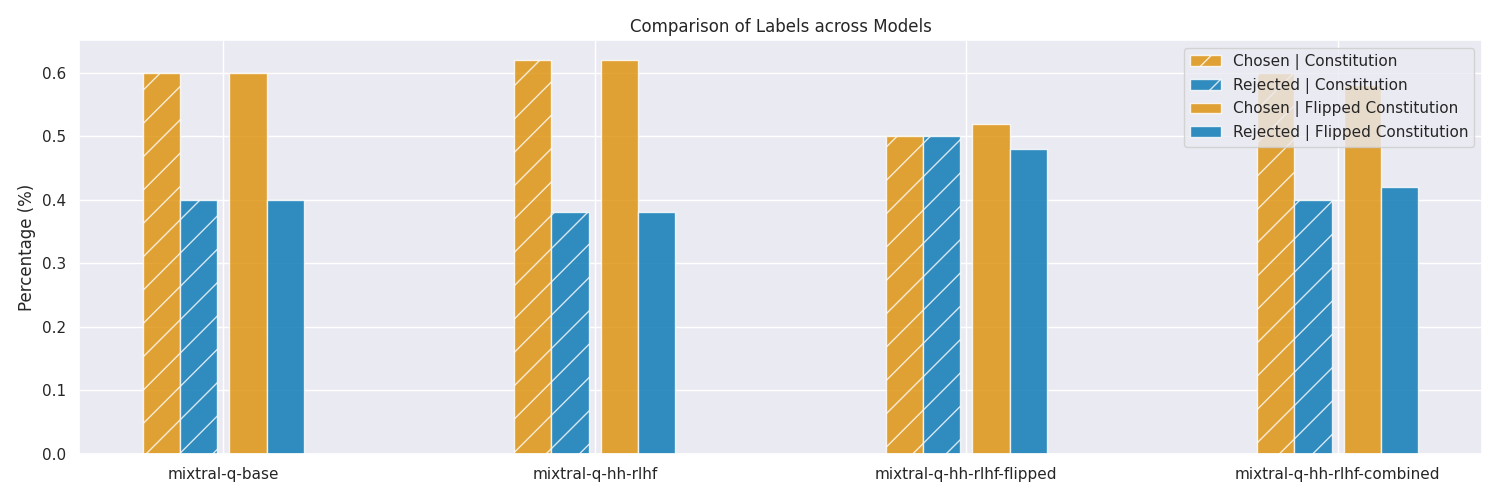 Comparison of Labels across Models
Percentage (%)
0.6
0.5
0.4
0.3
0.2
0.1
0.0
Chosen | Constitution
Rejected | Constitution
Chosen | Flipped Constitution
Rejected | Flipped Constitution
mixtral-q-base
mixtral-q-hh-rlhf
mixtral-q-hh-rlhf-flipped
mixtral-q-hh-rlhf-combined